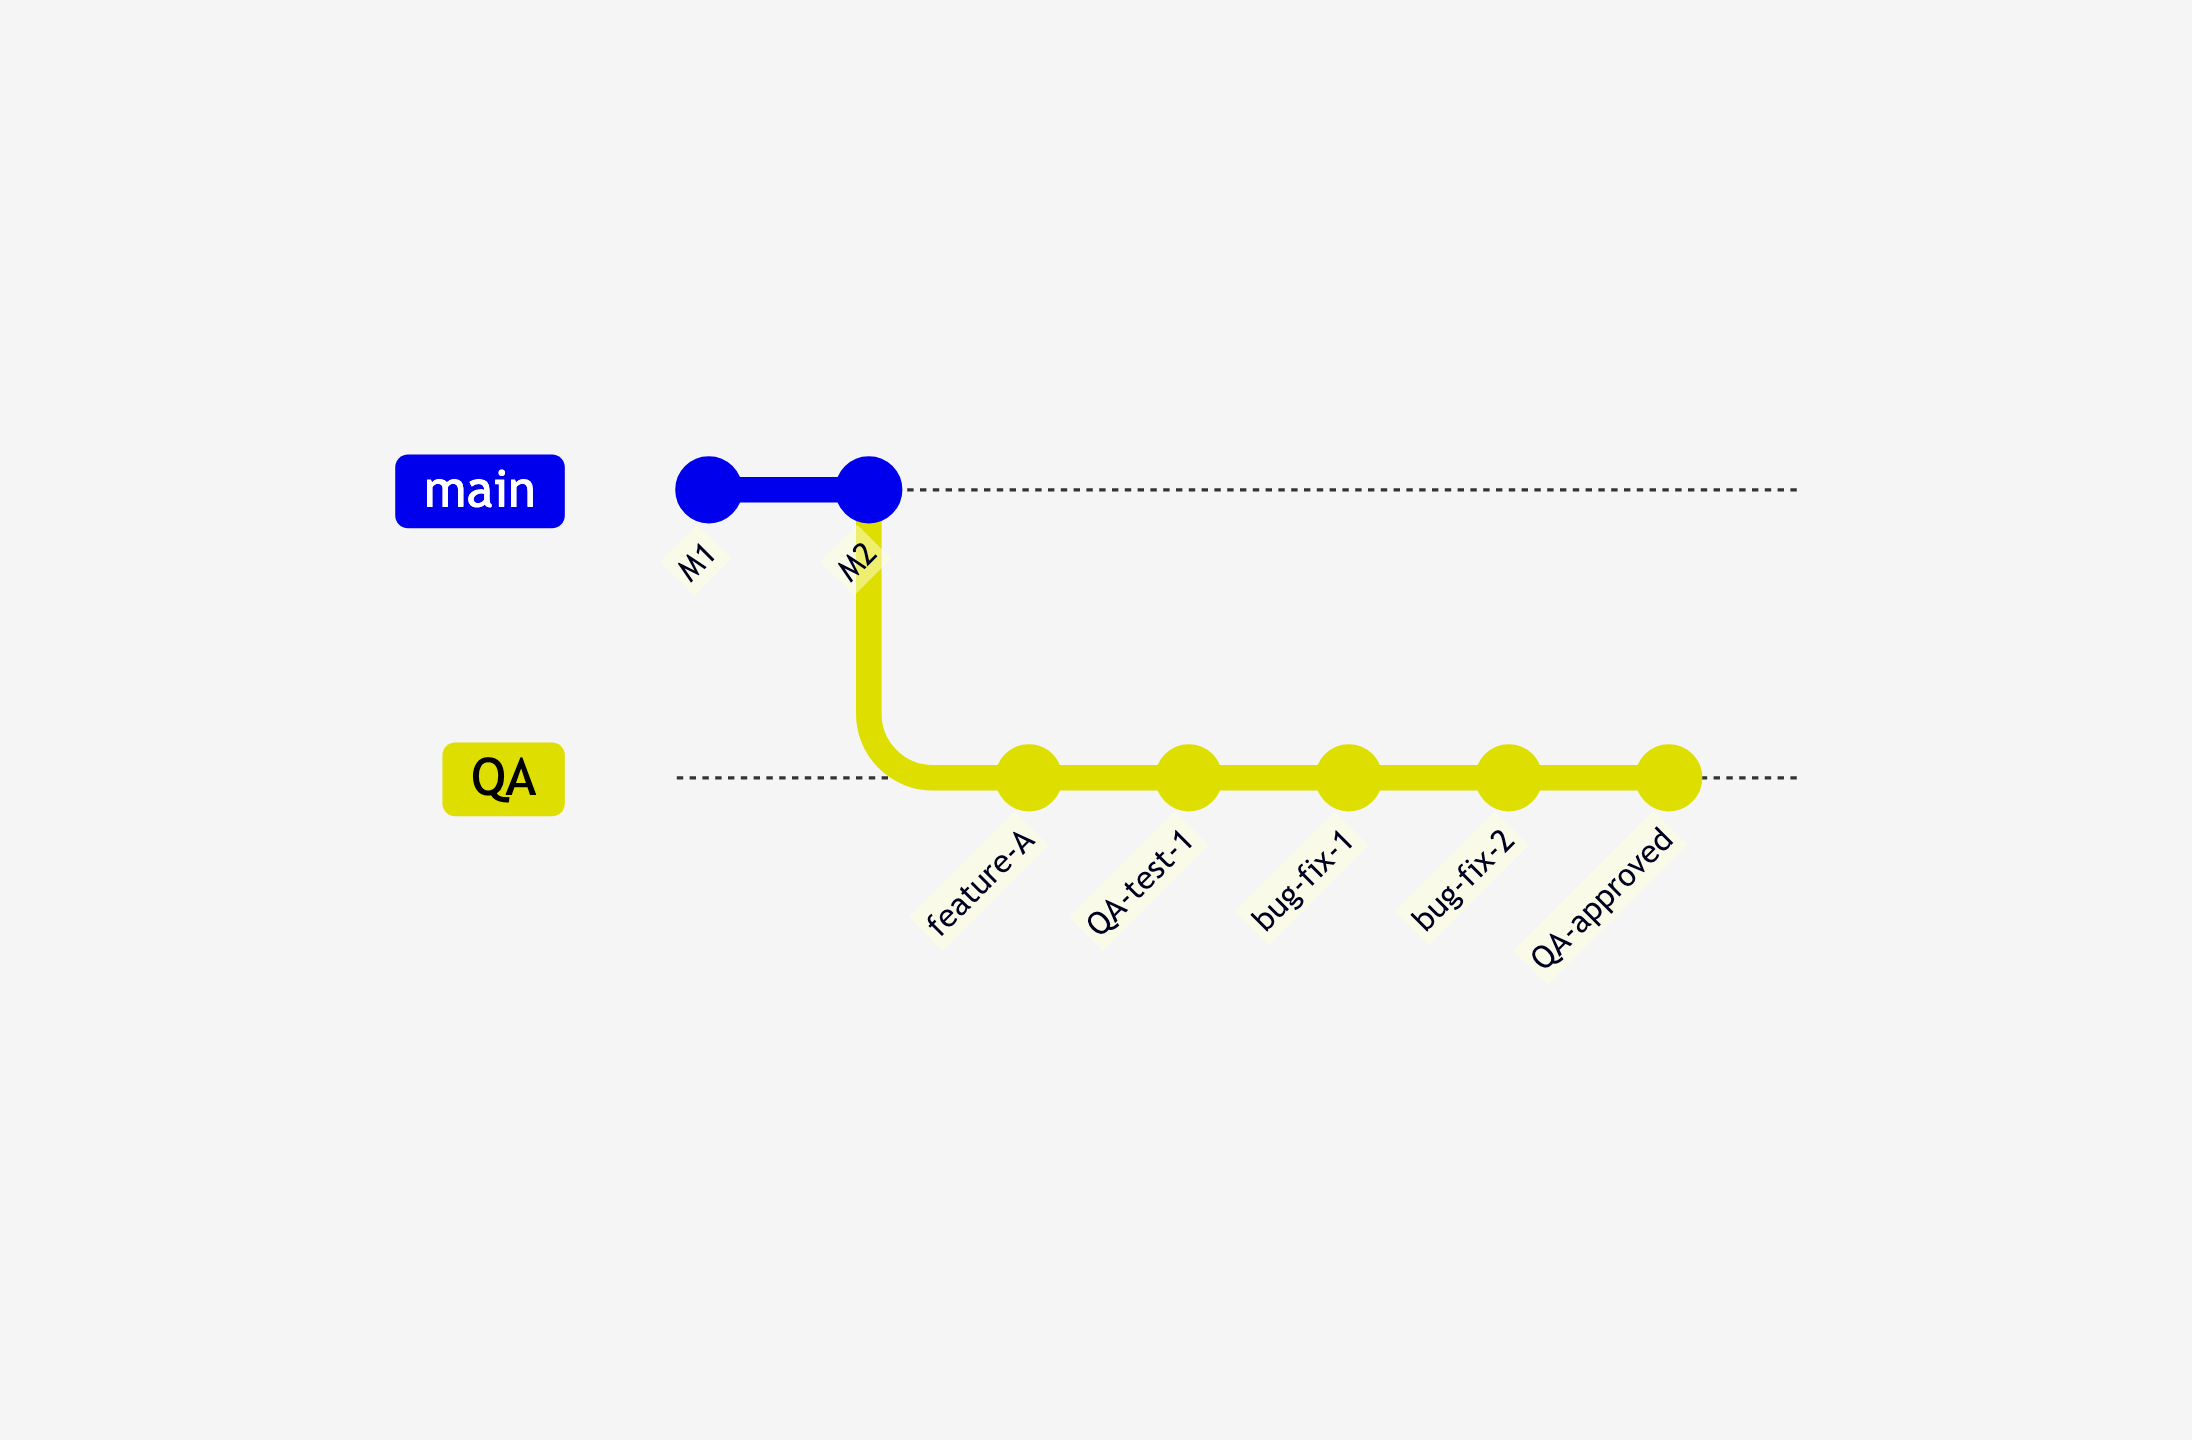 main
M1
M2
QA
feature-A
QA-test-1
bug-fix-1
bug-fix-2
QA-approved